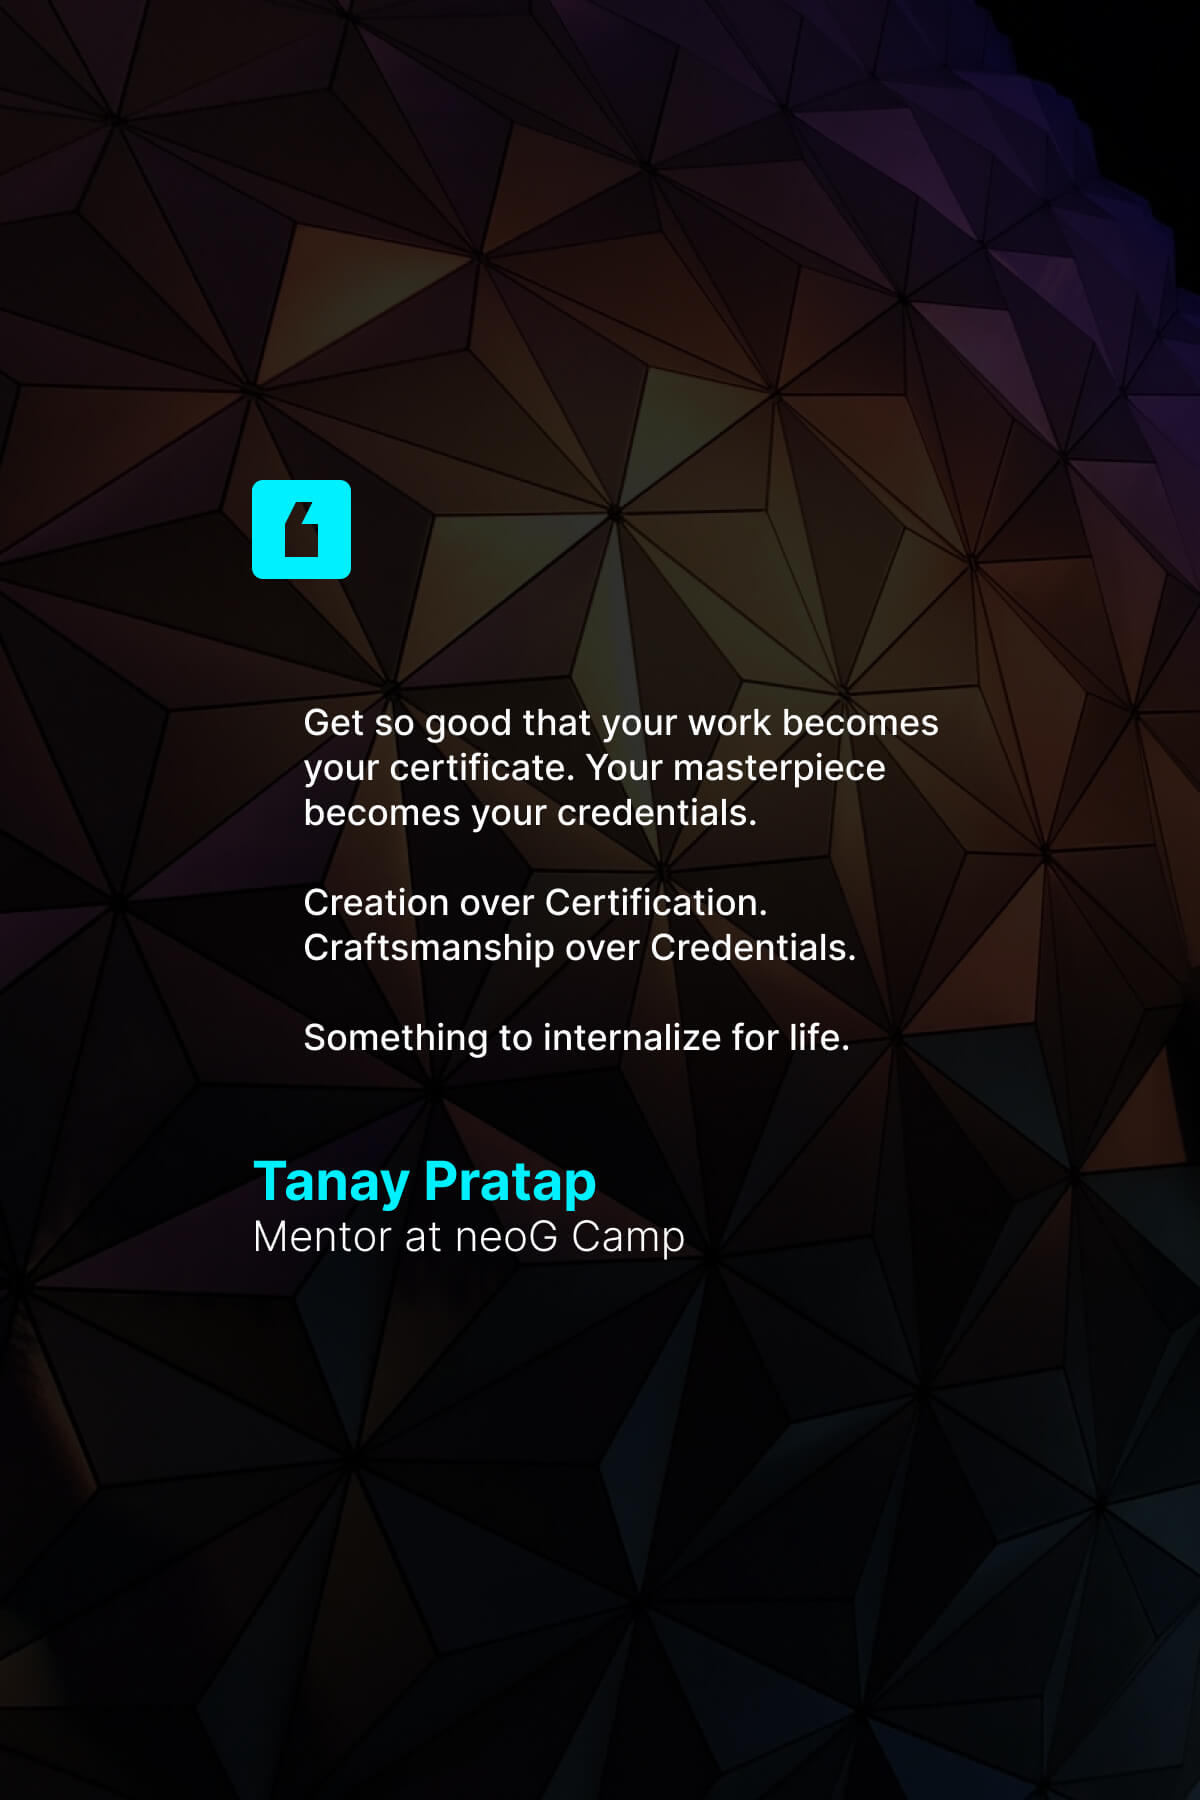 Get so good that your work becomes
your certificate. Your masterpiece
becomes your credentials.
Creation over Certification.
Craftsmanship over Credentials.
Something to internalize for life.
Tanay Pratap
Mentor at neoG Camp